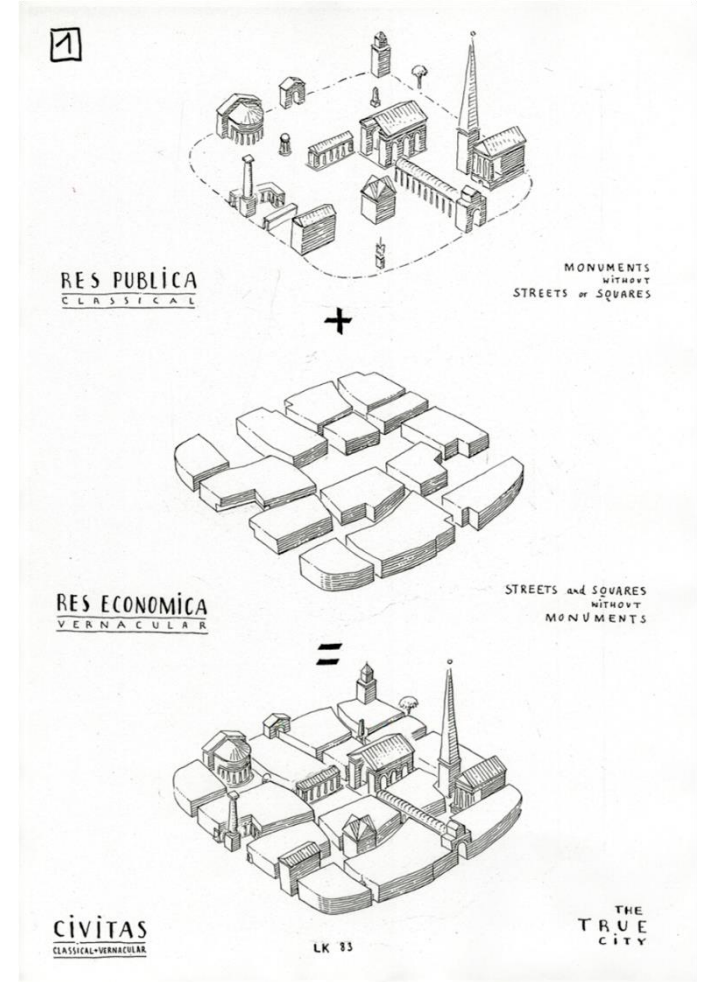 1
RES PUBLICA
CLASSICAL
MONUMENTS
WITHOUT
STREETS or SQUARES
+
RES ECONOMICA
VERNACULAR
STREETS and SQUARES
WITHOUT
MONUMENTS
=
CIVITAS
CLASSICAL+VERNACULAR
LK 83
THE
TRUE
CITY